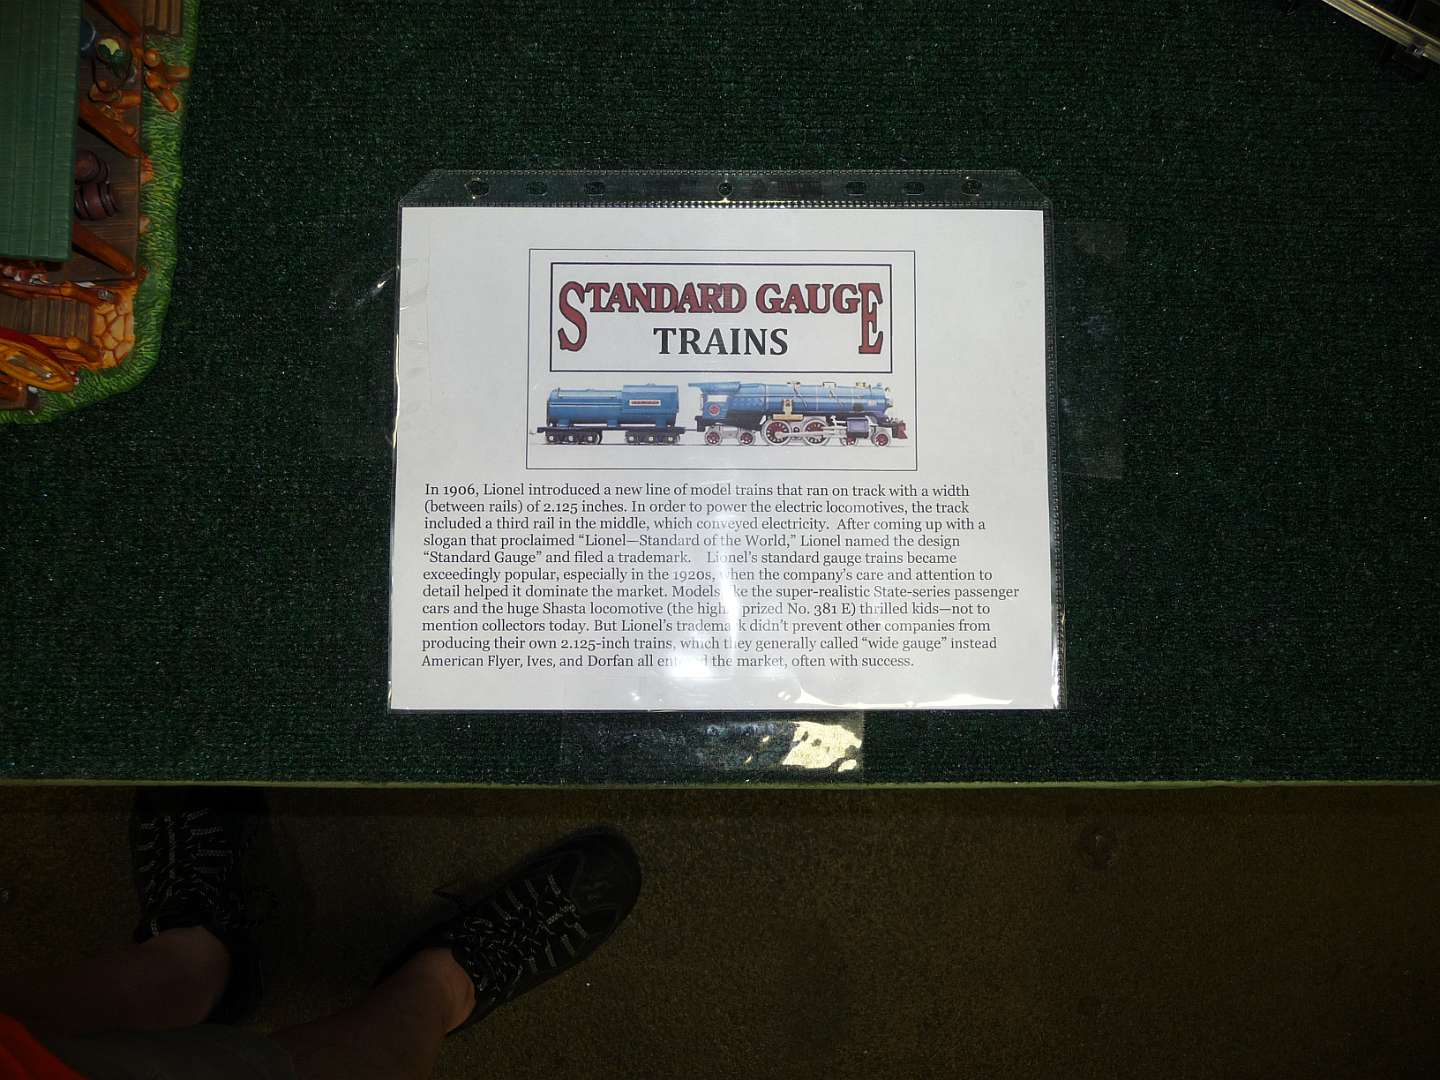 STANDARD GAUGE
TRAINS
In 1906, Lionel introduced a new line of model trains that ran on track with a width
(between rails) of 2.125 inches. In order to power the electric locomotives, the track
included a third rail in the middle, which conveyed electricity. After coming up with a
slogan that proclaimed “Lionel—Standard of the World,” Lionel named the design
“Standard Gauge” and filed a trademark. Lionel’s standard gauge trains became
exceedingly popular, especially in the 1920s, when the company’s care and attention to
detail helped it dominate the market. Models the super-realistic State-series passenger
cars and the huge Shasta locomotive (the prized No. 381 E) thrilled kids—not to
mention collectors today. But Lionel’s trademark didn’t prevent other companies from
producing their own 2.125-inch trains, which they generally called “wide gauge” instead
American Flyer, Ives, and Dorfan all the market, often with success.